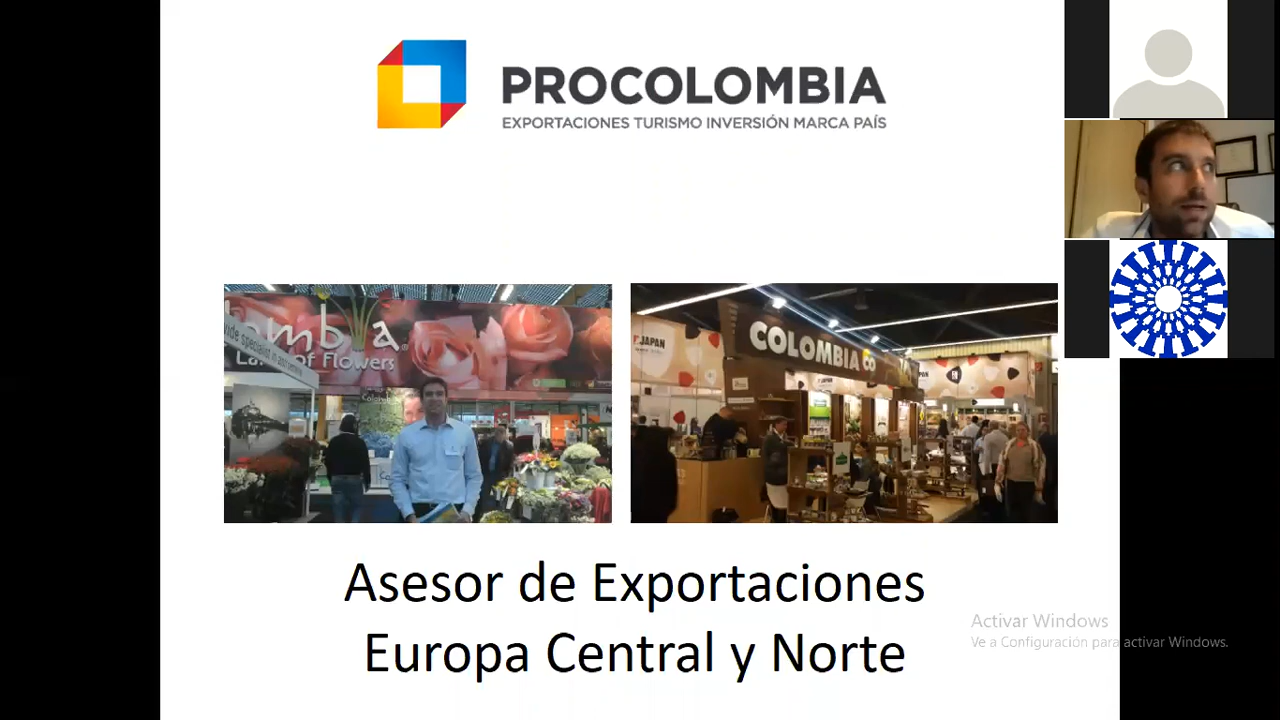 PROCOLOMBIA
EXPORTACIONES TURISMO INVERSIÓN MARCA PAÍS
Land of Flowers
COLOMBIA CO
JAPAN
Asesor de Exportaciones
Europa Central y Norte
Activar Windows
Ve a Configuración para activar Windows.